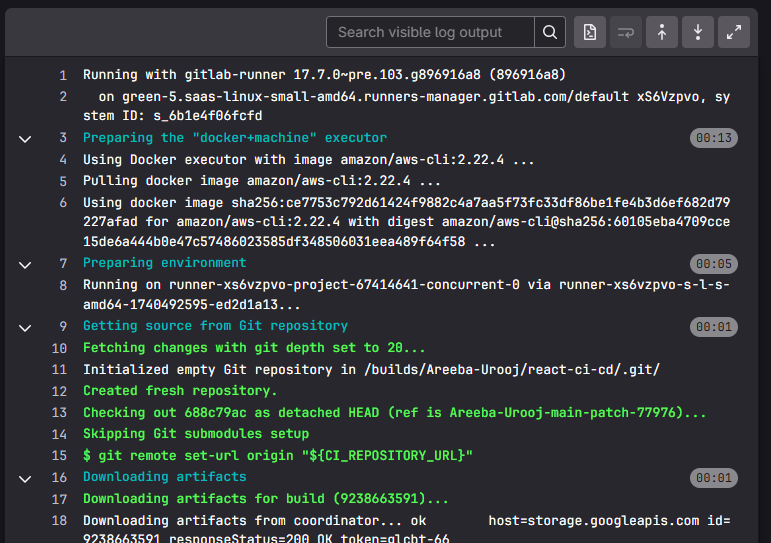 Search visible log output
1 Running with gitlab-runner 17.7.0~pre.103.g896916a8 (896916a8)
2 on green-5.saas-linux-small-amd64.runners-manager.gitlab.com/default xS6Vzpvo, sy
stem ID: s_6b1e4f06fcfd
3 Preparing the "docker+machine" executor 00:13
4 Using Docker executor with image amazon/aws-cli:2.22.4 ...
5 Pulling docker image amazon/aws-cli:2.22.4 ...
6 Using docker image sha256:ce7753c792d61424f9882c4a7aa5f73fc33df86be1fe4b3d6ef682d79
227afad for amazon/aws-cli:2.22.4 with digest amazon/aws-cli@sha256:60105eba4709cce
15de6a444b0e47c57486023585df348506031eea489f64f58 ...
7 Preparing environment 00:05
8 Running on runner-xs6vzpvo-project-67414641-concurrent-0 via runner-xs6vzpvo-s-l-s-
amd64-1740492595-ed2d1a13...
9 Getting source from Git repository 00:01
10 Fetching changes with git depth set to 20...
11 Initialized empty Git repository in /builds/Areeba-Urooj/react-ci-cd/.git/
12 Created fresh repository.
13 Checking out 688c79ac as detached HEAD (ref is Areeba-Urooj-main-patch-77976)...
14 Skipping Git submodules setup
15 $ git remote set-url origin "${CI_REPOSITORY_URL}"
16 Downloading artifacts 00:01
17 Downloading artifacts for build (9238663591)...
18 Downloading artifacts from coordinator... ok host=storage.googleapis.com id=
9238663591 responseStatus=200 OK token=glcbt-66